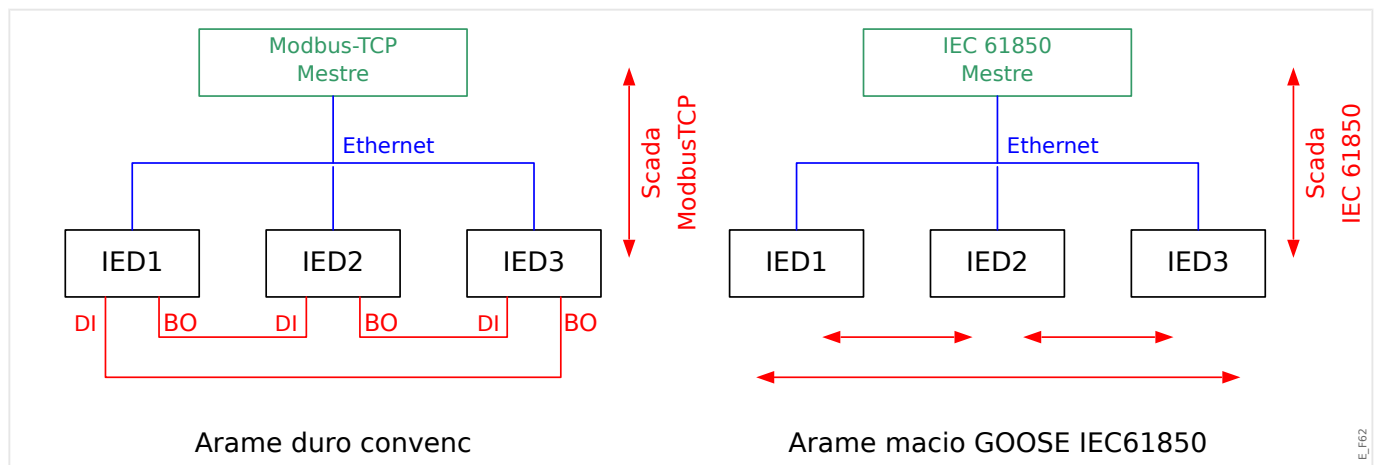 Modbus-TCP
Mestre
Ethernet
Scada
ModbusTCP
IED1
IED2
IED3
DI
BO
DI
BO
DI
BO
Arame duro convenc
IEC 61850
Mestre
Ethernet
Scada
IEC 61850
IED1
IED2
IED3
Arame macio GOOSE IEC61850
E_F62